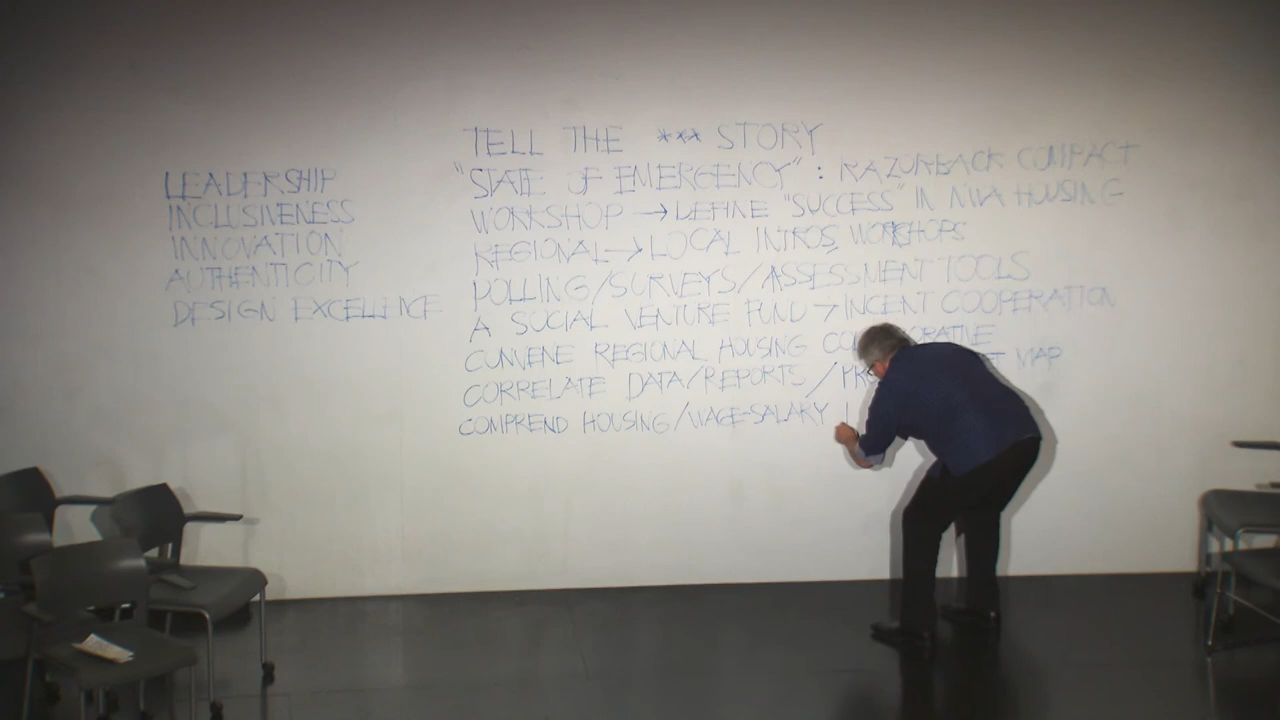 LEADERSHIP
INCLUSIVENESS
INNOVATION
AUTHENTICITY
DESIGN EXCELLENCE
TELL THE *** STORY
"STATE OF EMERGENCY" : RAZORBACK COMPACT
WORKSHOP → DEFINE "SUCCESS" IN NWA HOUSING
REGIONAL → LOCAL INTROS, WORKSHOPS
POLLING/SURVEYS/ASSESSMENT TOOLS
A SOCIAL VENTURE FUND → INCENT COOPERATION
CONVENE REGIONAL HOUSING
CORRELATE DATA/REPORTS/ MAP
COMPREND HOUSING/WAGE-SALARY